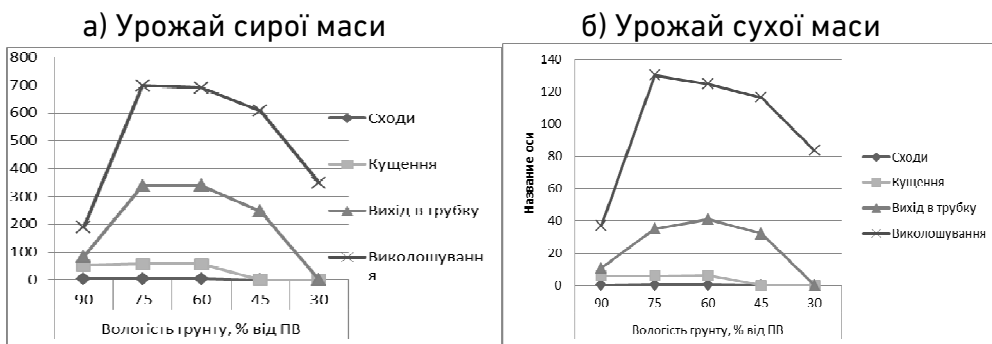 а) Урожай сирої маси
800
700
600
500
400
300
200
100
0
90 75 60 45 30
Вологість грунту, % від ПВ
Сходи
Кущення
Вихід в трубку
Виколошуванн
я
б) Урожай сухої маси
Название оси
140
120
100
80
60
40
20
0
90 75 60 45 30
Вологість грунту, % від ПВ
Сходи
Кущення
Вихід в трубку
Виколошування